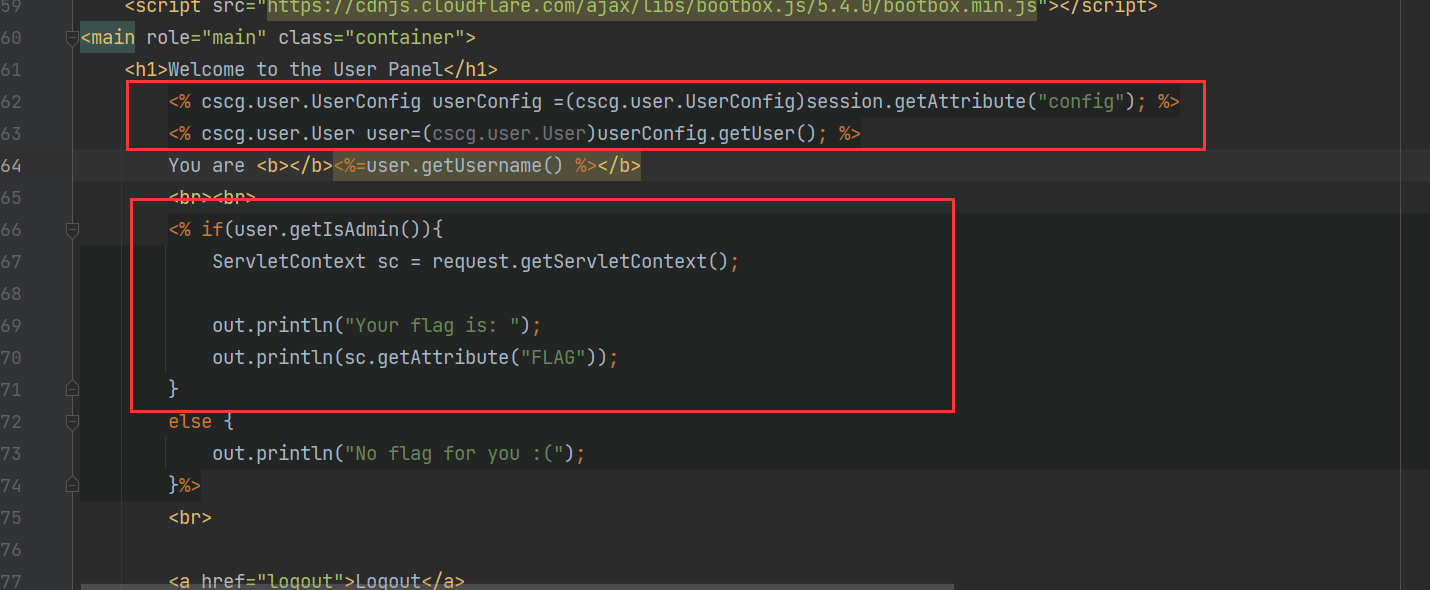 59 <script src="https://cdnjs.cloudflare.com/ajax/libs/bootbox.js/5.4.0/bootbox.min.js"></script>
60 <main role="main" class="container">
61 <h1>Welcome to the User Panel</h1>
62 <% cscg.user.UserConfig userConfig =(cscg.user.UserConfig)session.getAttribute("config"); %>
63 <% cscg.user.User user=(cscg.user.User)userConfig.getUser(); %>
64 You are <b></b><%=user.getUsername() %></b>
65 <br><br>
66 <% if(user.getIsAdmin()){
67 ServletContext sc = request.getServletContext();
68
69 out.println("Your flag is: ");
70 out.println(sc.getAttribute("FLAG"));
71 }
72 else {
73 out.println("No flag for you :(");
74 }%>
75 <br>
76
77 <a href="logout">Logout</a>